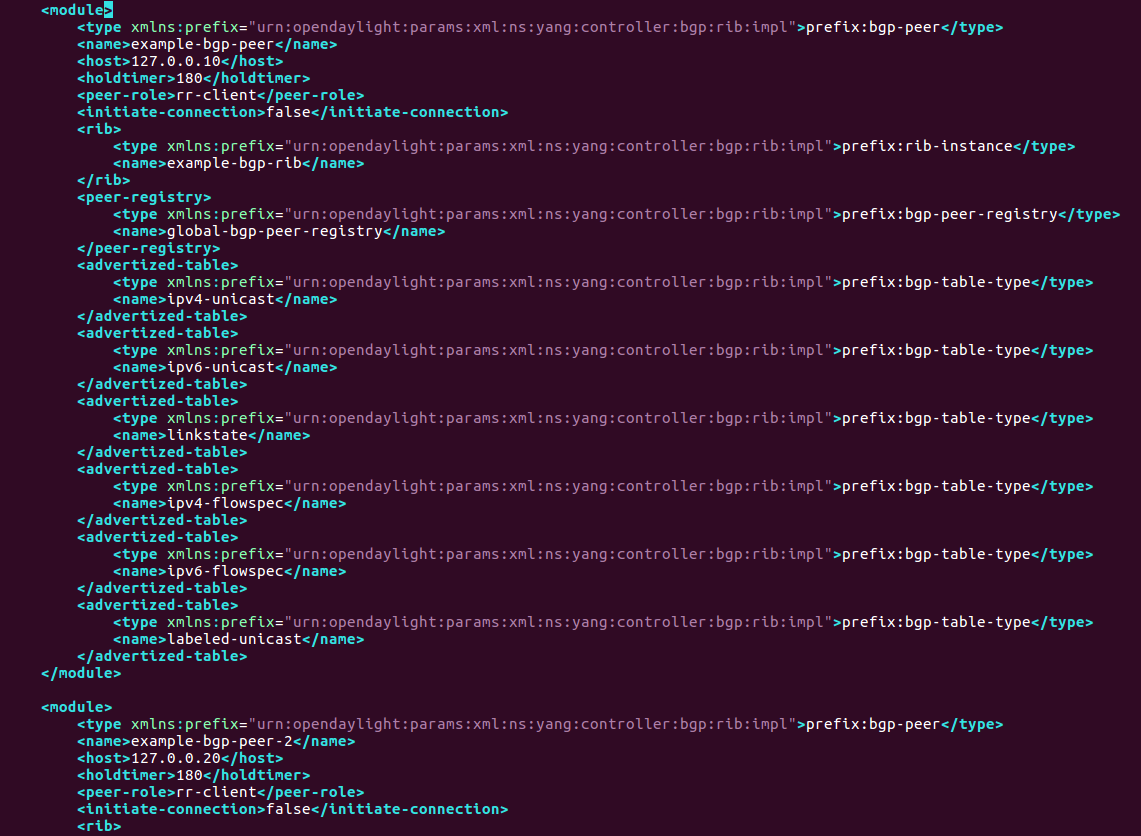 <module>
<type xmlns:prefix="urn:opendaylight:params:xml:ns:yang:controller:bgp:rib:impl">prefix:bgp-peer</type>
<name>example-bgp-peer</name>
<host>127.0.0.10</host>
<holdtimer>180</holdtimer>
<peer-role>rr-client</peer-role>
<initiate-connection>false</initiate-connection>
<rib>
<type xmlns:prefix="urn:opendaylight:params:xml:ns:yang:controller:bgp:rib:impl">prefix:rib-instance</type>
<name>example-bgp-rib</name>
</rib>
<peer-registry>
<type xmlns:prefix="urn:opendaylight:params:xml:ns:yang:controller:bgp:rib:impl">prefix:bgp-peer-registry</type>
<name>global-bgp-peer-registry</name>
</peer-registry>
<advertized-table>
<type xmlns:prefix="urn:opendaylight:params:xml:ns:yang:controller:bgp:rib:impl">prefix:bgp-table-type</type>
<name>ipv4-unicast</name>
</advertized-table>
<advertized-table>
<type xmlns:prefix="urn:opendaylight:params:xml:ns:yang:controller:bgp:rib:impl">prefix:bgp-table-type</type>
<name>ipv6-unicast</name>
</advertized-table>
<advertized-table>
<type xmlns:prefix="urn:opendaylight:params:xml:ns:yang:controller:bgp:rib:impl">prefix:bgp-table-type</type>
<name>linkstate</name>
</advertized-table>
<advertized-table>
<type xmlns:prefix="urn:opendaylight:params:xml:ns:yang:controller:bgp:rib:impl">prefix:bgp-table-type</type>
<name>ipv4-flowspec</name>
</advertized-table>
<advertized-table>
<type xmlns:prefix="urn:opendaylight:params:xml:ns:yang:controller:bgp:rib:impl">prefix:bgp-table-type</type>
<name>ipv6-flowspec</name>
</advertized-table>
<advertized-table>
<type xmlns:prefix="urn:opendaylight:params:xml:ns:yang:controller:bgp:rib:impl">prefix:bgp-table-type</type>
<name>labeled-unicast</name>
</advertized-table>
</module>
<module>
<type xmlns:prefix="urn:opendaylight:params:xml:ns:yang:controller:bgp:rib:impl">prefix:bgp-peer</type>
<name>example-bgp-peer-2</name>
<host>127.0.0.20</host>
<holdtimer>180</holdtimer>
<peer-role>rr-client</peer-role>
<initiate-connection>false</initiate-connection>
<rib>